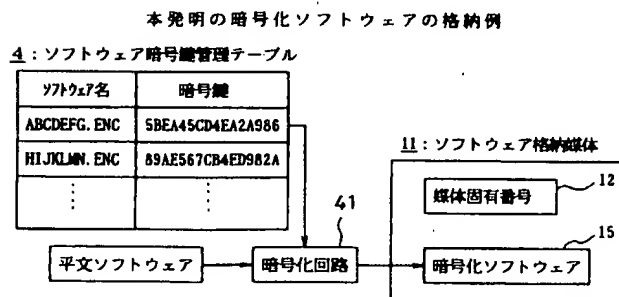 本発明の暗号化ソフトウェアの格納例
4：ソフトウェア暗号鍵管理テーブル
ソフトウェア名 暗号鍵
ABCDEFG.ENC 5BEA45CD4EA2A986
HIJKLMN.ENC 89AE567CB4ED982A
11：ソフトウェア格納媒体
媒体固有番号 12
41
15
平文ソフトウェア 暗号化回路 暗号化ソフトウェア